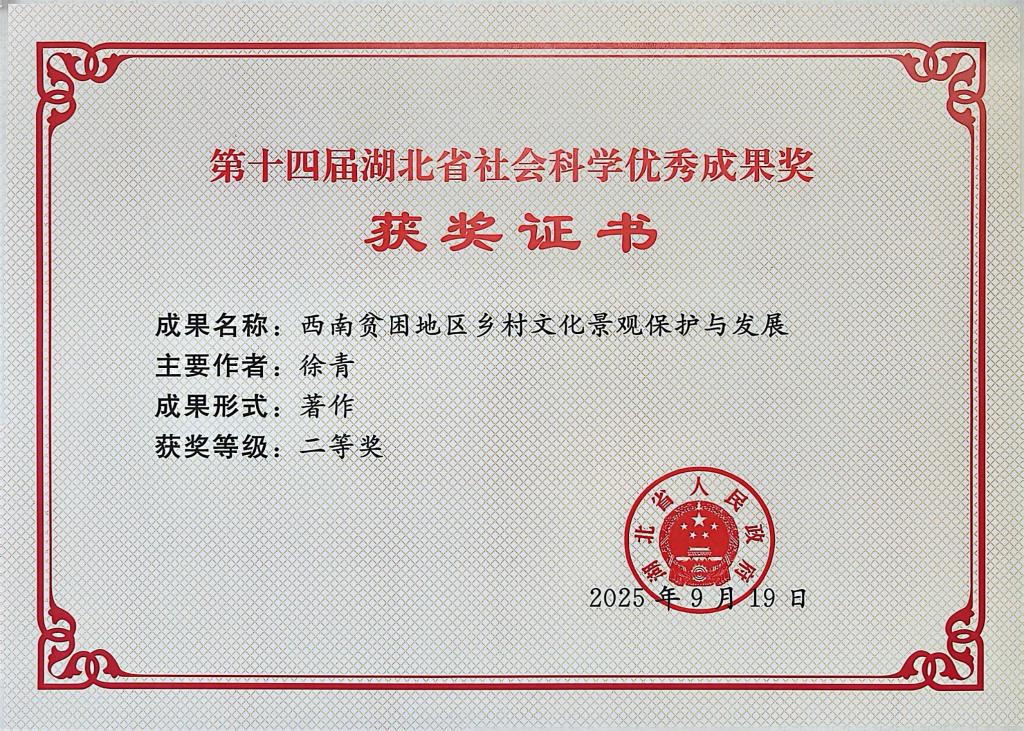 第十四届湖北省社会科学优秀成果奖
获奖证书
成果名称：西南贫困地区乡村文化景观保护与发展
主要作者：徐青
成果形式：著作
获奖等级：二等奖
湖北省人民政府
2025年9月19日